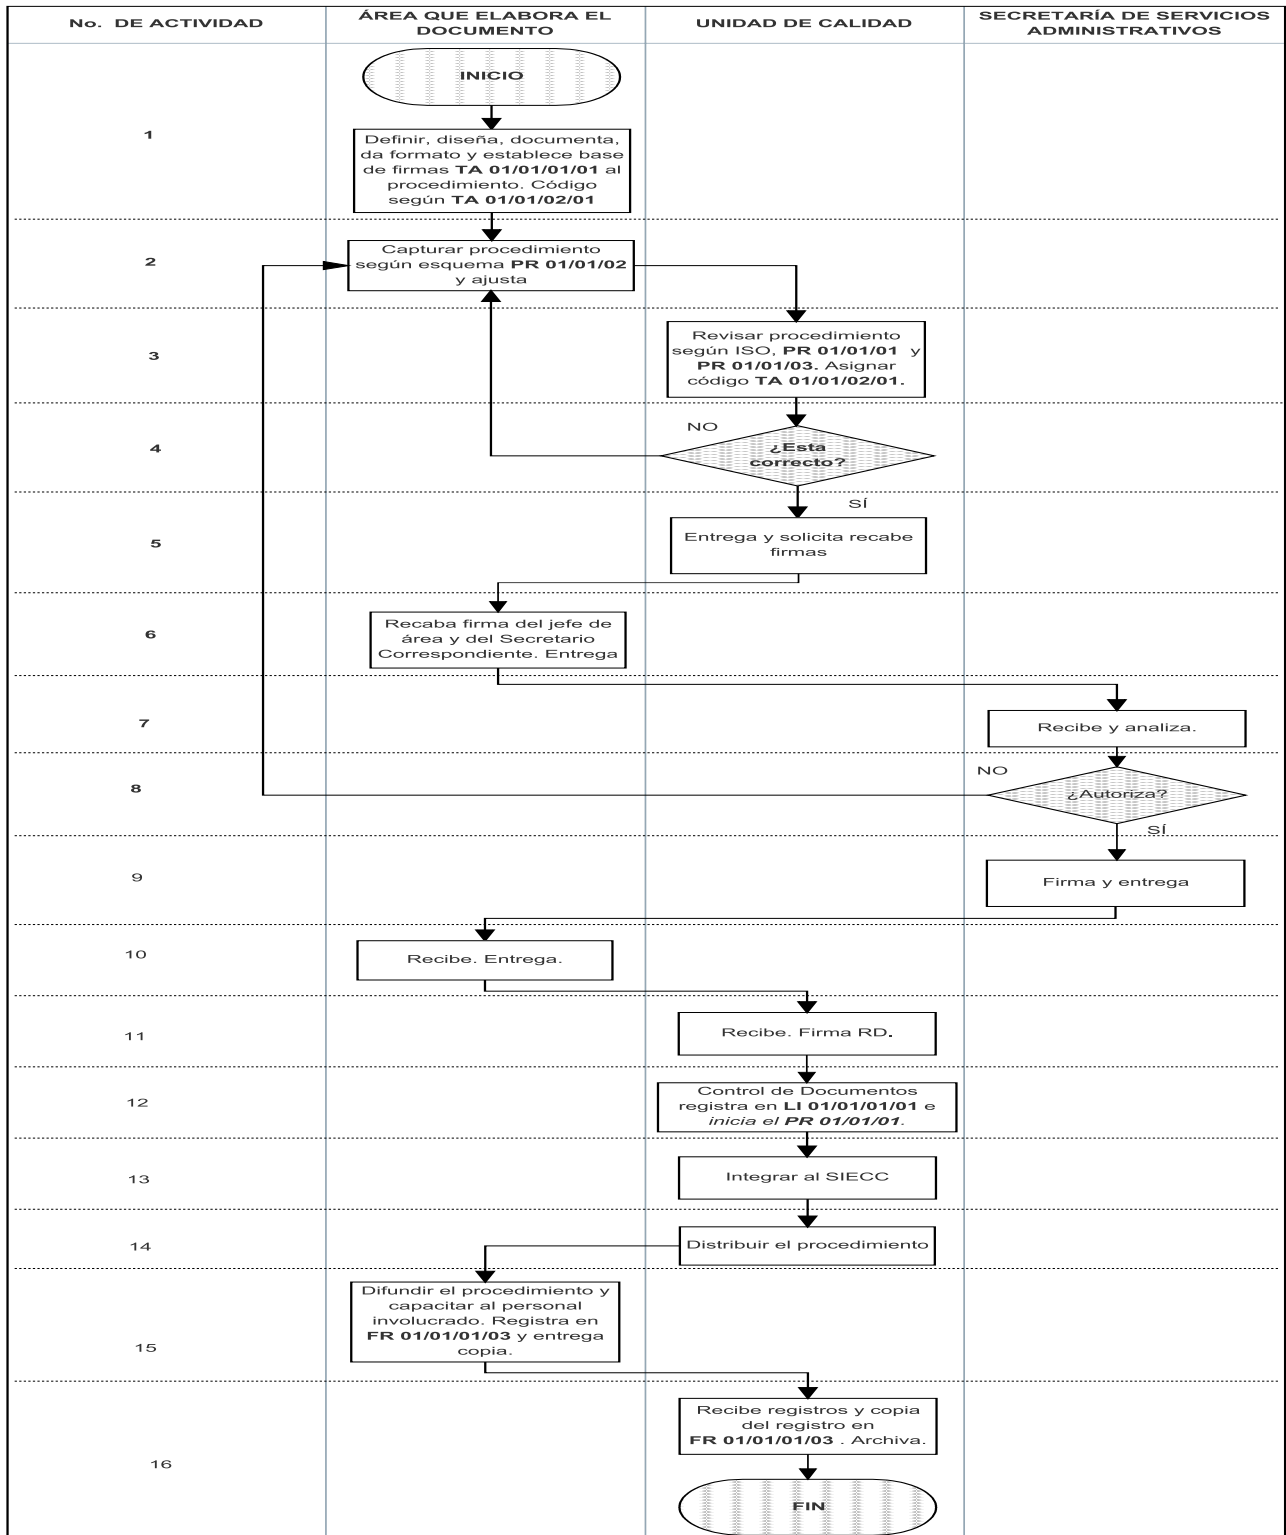 No. DE ACTIVIDAD
ÁREA QUE ELABORA EL
DOCUMENTO
UNIDAD DE CALIDAD
SECRETARÍA DE SERVICIOS
ADMINISTRATIVOS
INICIO
1
Definir, diseña, documenta,
da formato y establece base
de firmas TA 01/01/01/01 al
procedimiento. Código
según TA 01/01/02/01
2
Capturar procedimiento
según esquema PR 01/01/02
y ajusta
3
Revisar procedimiento
según ISO, PR 01/01/01 y
PR 01/01/03. Asignar
código TA 01/01/02/01.
4
NO
¿Esta
correcto?
SÍ
5
Entrega y solicita recabe
firmas
6
Recaba firma del jefe de
área y del Secretario
Correspondiente. Entrega
7
Recibe y analiza.
8
NO
¿Autoriza?
SÍ
9
Firma y entrega
10
Recibe. Entrega.
11
Recibe. Firma RD.
12
Control de Documentos
registra en LI 01/01/01/01 e
inicia el PR 01/01/01.
13
Integrar al SIECC
14
Distribuir el procedimiento
15
Difundir el procedimiento y
capacitar al personal
involucrado. Registra en
FR 01/01/01/03 y entrega
copia.
16
Recibe registros y copia
del registro en
FR 01/01/01/03 . Archiva.
FIN